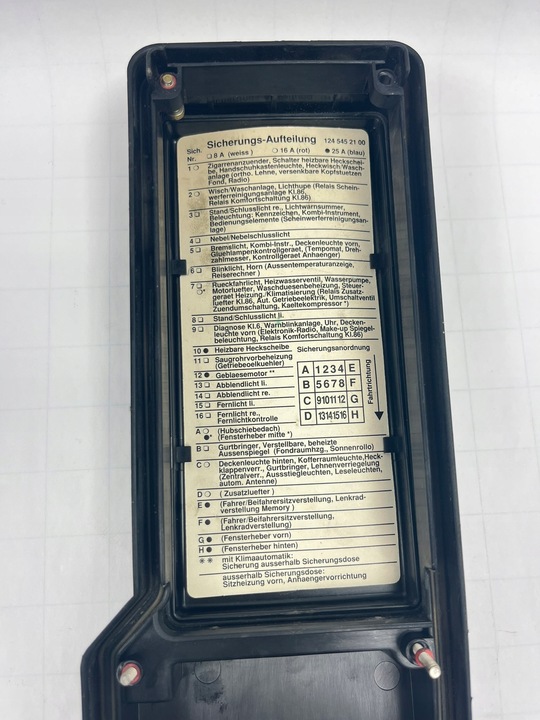 Sicherungs-Aufteilung 124 545 21 00
Sich. Nr. □ 8 A (weiss) ○ 16 A (rot) ● 25 A (blau)
1 ○ Zigarrenanzuender, Schalter heizbare Heckschei-
be, Handschuhkastenleuchte, Heckwisch/Wasch-
anlage (ortho. Lehne, versenkbare Kopfstuetzen
Fond, Radio)
2 ○ Wisch/Waschanlage, Lichthupe (Relais Schein-
werferreinigungsanlage Kl.86,
Relais Komfortschaltung Kl.86)
3 □ Stand/Schlusslicht re., Lichtwarnsummer,
Beleuchtung: Kennzeichen, Kombi-Instrument,
Bedienungselemente (Scheinwerferreinigungsan-
lage)
4 □ Nebel/Nebelschlusslicht
5 □ Bremslicht, Kombi-Instr., Deckenleuchte vorn,
Gluehlampenkontrollgeraet, (Tempomat, Dreh-
zahlmesser, Kontrollgeraet Anhaenger)
6 □ Blinklicht, Horn (Aussentemperaturanzeige,
Reiserechner )
7 □ Rueckfahrlicht, Heizwasserventil, Wasserpumpe,
○* Motorluefter, Waschduesenbeheizung, Steuer-
geraet Heizung /Klimatisierung (Relais Zusatz-
luefter Kl.86, Aut. Getriebeelektrik, Umschaltventil
Zuendumschaltung, Kaeltekompressor *)
8 □ Stand/Schlusslicht li.
9 □ Diagnose Kl.6, Warnblinkanlage, Uhr, Decken-
leuchte vorn (Elektronik-Radio, Make-up Spiegel-
beleuchtung, Relais Komfortschaltung Kl.86)
10 ● Heizbare Heckscheibe
11 □ Saugrohrvorbeheizung
(Getriebeoelkuehler)
12 ● Geblaesemotor **
13 □ Abblendlicht li.
14 □ Abblendlicht re.
15 □ Fernlicht li.
16 □ Fernlicht re.,
Fernlichtkontrolle
Sicherungsanordnung
A 1 2 3 4 E
B 5 6 7 8 F
C 9 10 11 12 G
D 13 14 15 16 H
Fahrtrichtung
A ○ (Hubschiebedach)
●* (Fensterheber mitte *)
B □ Gurtbringer, Verstellbare, beheizte
Aussenspiegel (Fondraumhzg., Sonnenrollo)
C ○ Deckenleuchte hinten, Kofferraumleuchte,Heck-
klappenverr., Gurtbringer, Lehnenverriegelung
(Zentralverr., Aussstiegleuchten, Leseleuchten,
autom. Antenne)
D ○ ( Zusatzluefter )
E ● (Fahrer/Beifahrersitzverstellung, Lenkrad-
verstellung Memory )
F ● (Fahrer/Beifahrersitzverstellung,
Lenkradverstellung)
G ● (Fensterheber vorn)
H ● (Fensterheber hinten)
** mit Klimaautomatik:
Sicherung ausserhalb Sicherungsdose
ausserhalb Sicherungsdose:
Sitzheizung vorn, Anhaengervorrichtung